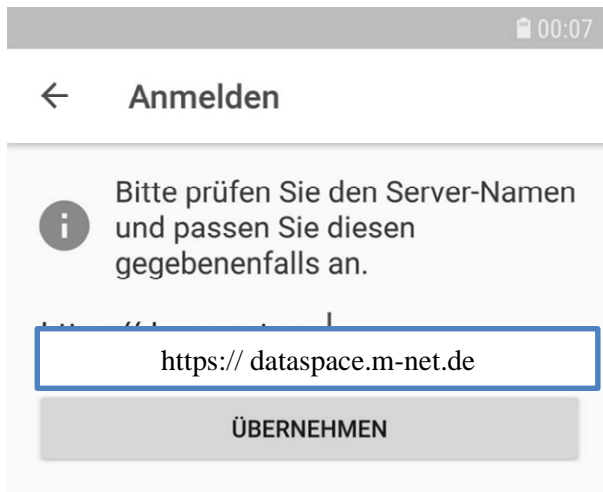 00:07
Anmelden
Bitte prüfen Sie den Server-Namen
und passen Sie diesen
gegebenenfalls an.
https:// dataspace.m-net.de
ÜBERNEHMEN